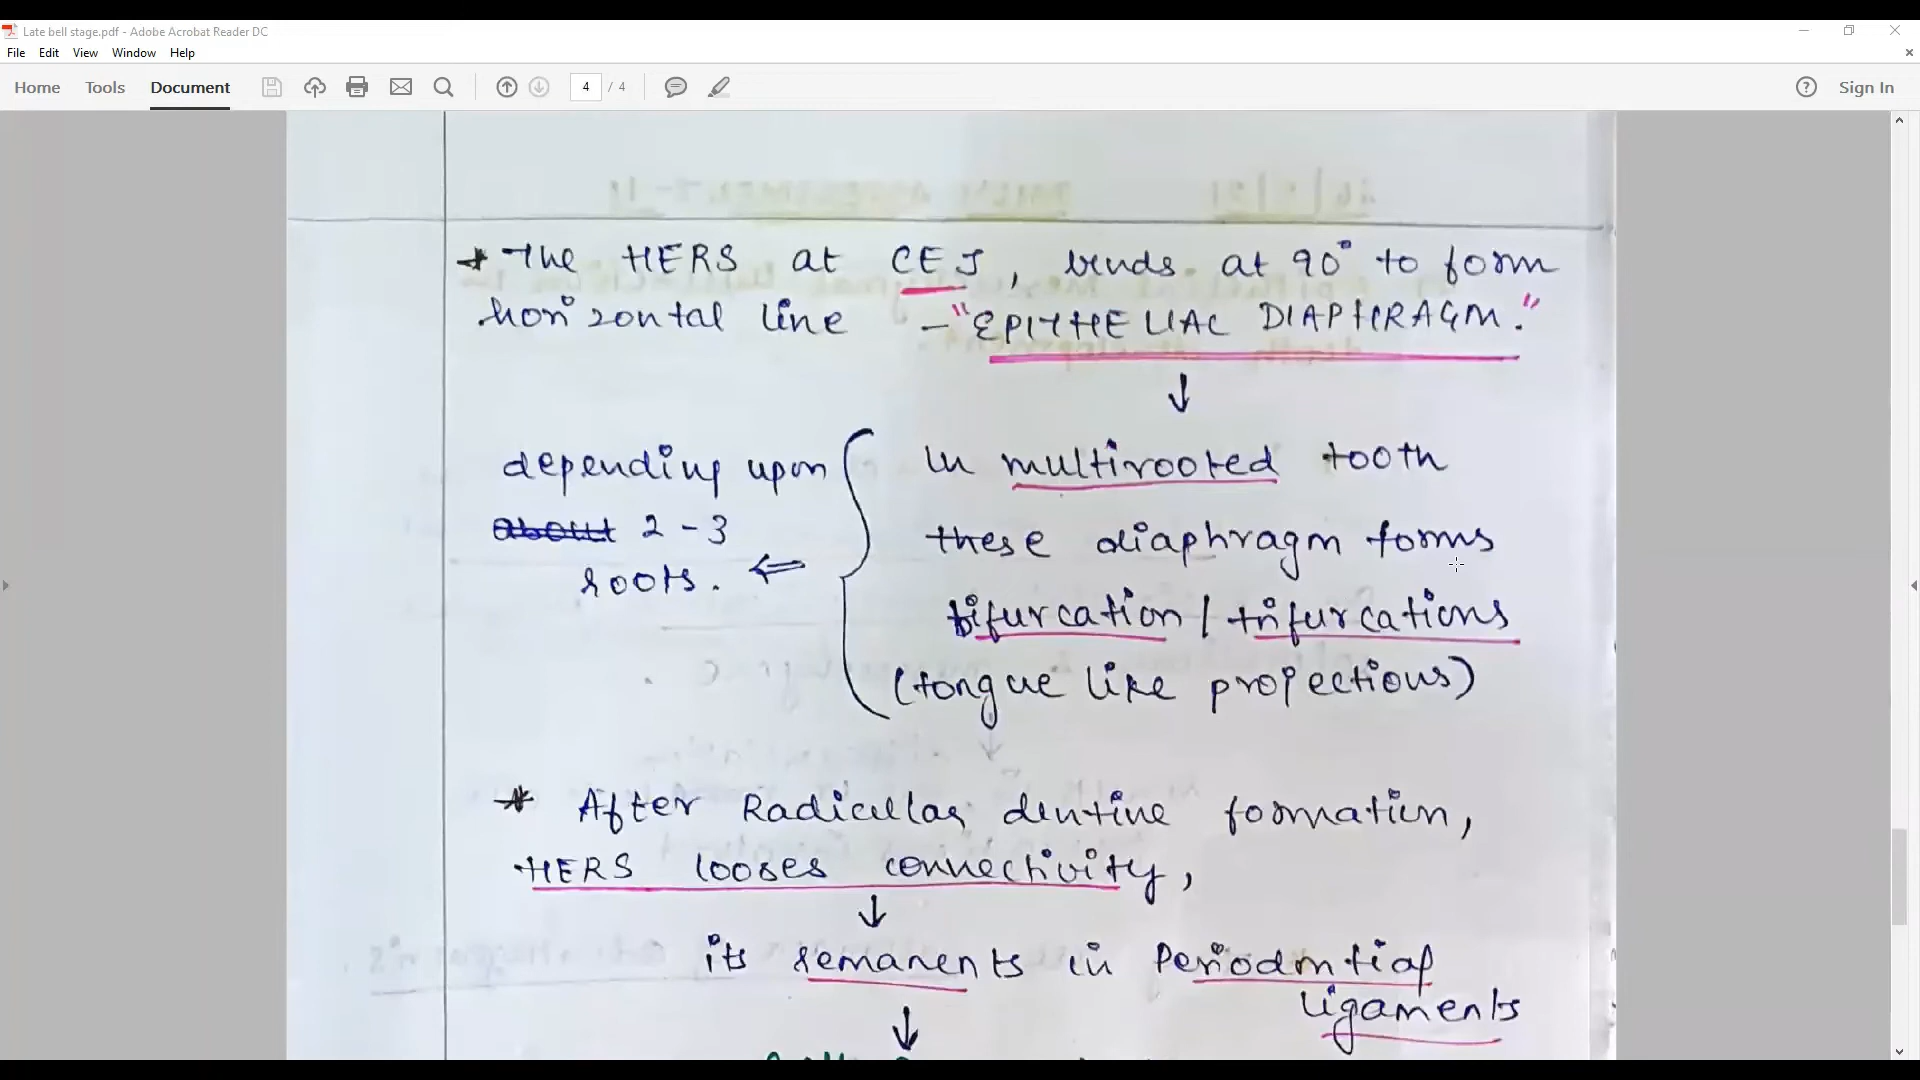 Late bell stage.pdf - Adobe Acrobat Reader DC
File Edit View Window Help
Home Tools Document 4 / 4 Sign In
* The HERS at CEJ, bends at 90° to form
horizontal line - "EPITHELIAL DIAPHRAGM."
↓
depending upon
about 2-3
roots. ⇐
In multirooted tooth
these diaphragm forms
bifurcation / trifurcations
(tongue like projections)
* After Radicular dentine formation,
HERS looses connectivity,
↓
its remanents in Periodontial
ligaments
↓